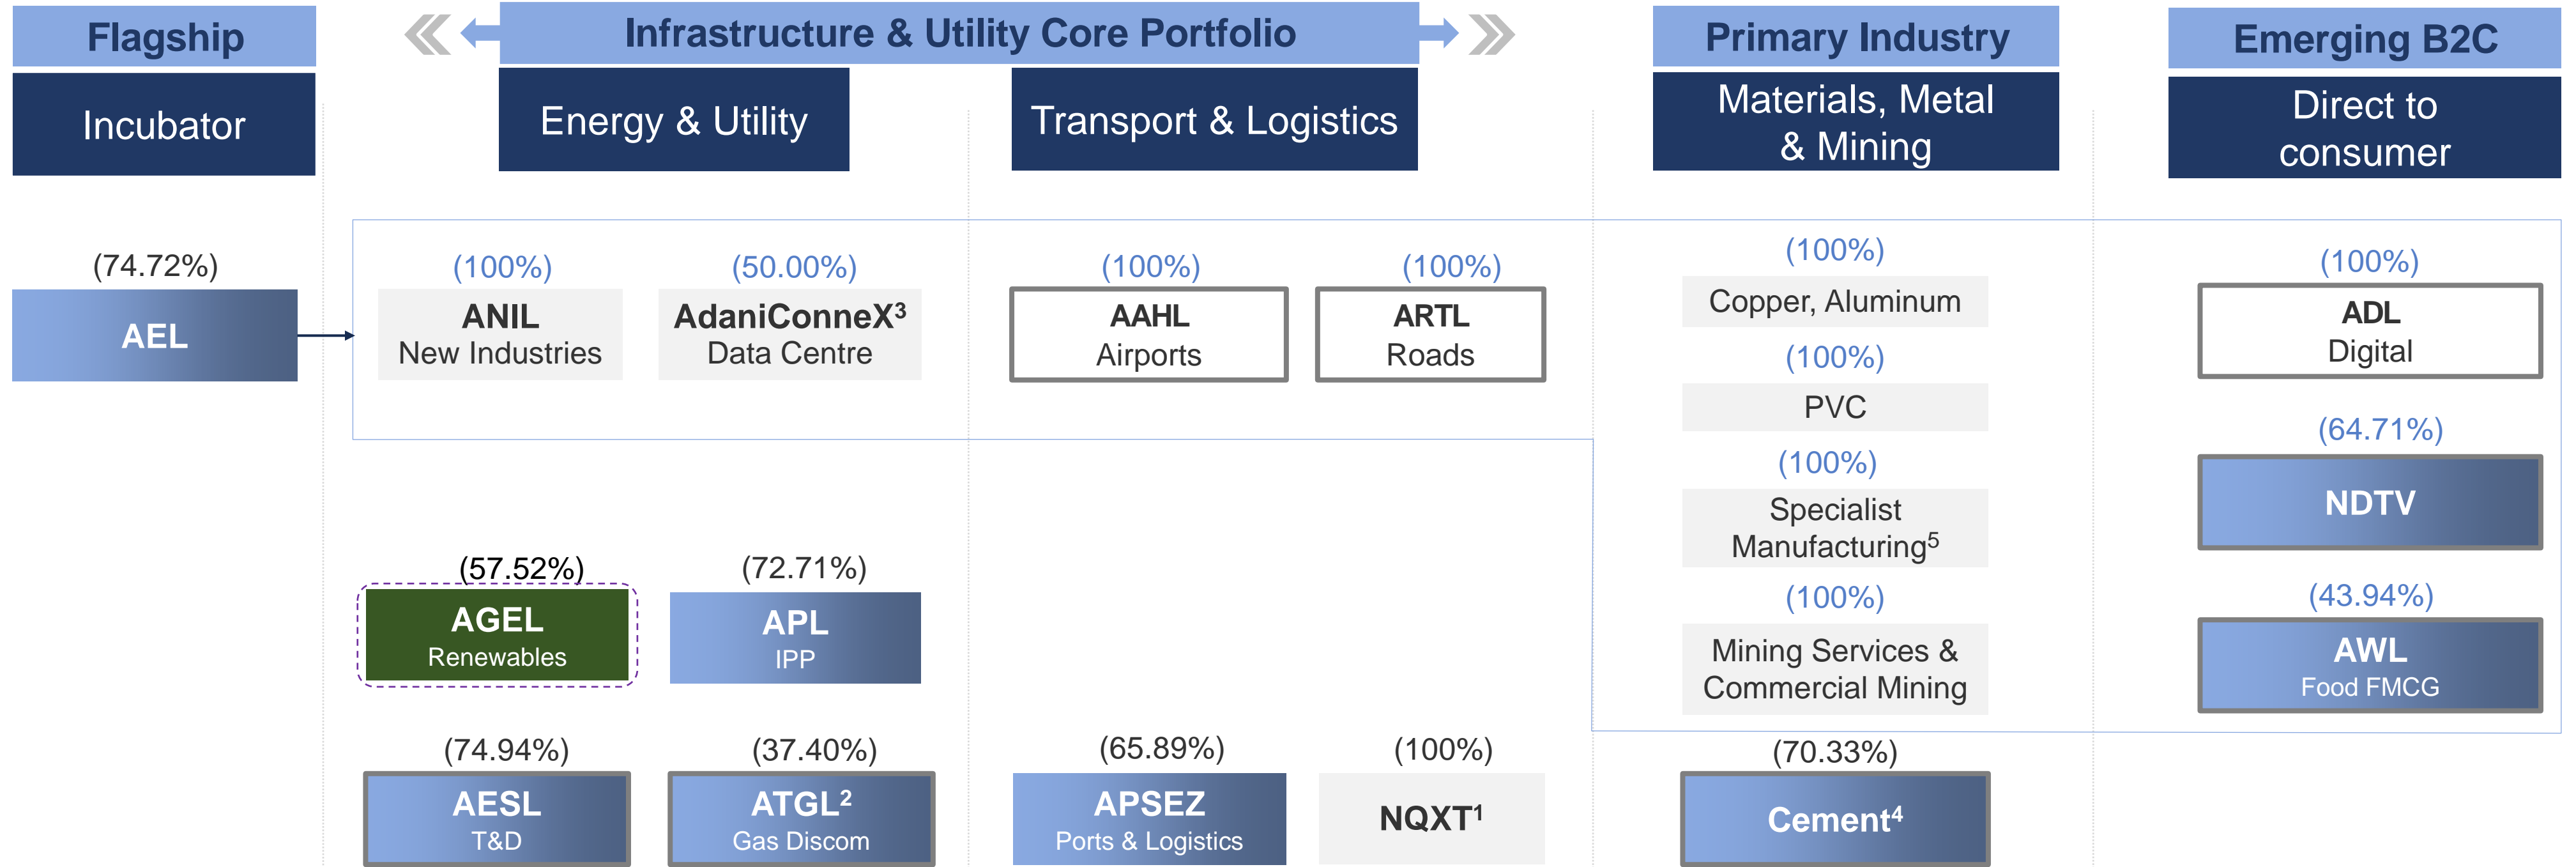 Flagship
Infrastructure & Utility Core Portfolio
Primary Industry
Emerging B2C
Incubator
Energy & Utility
Transport & Logistics
Materials, Metal
& Mining
Direct to
consumer
(74.72%)
AEL
(100%)
ANIL
New Industries
(50.00%)
AdaniConneX³
Data Centre
(100%)
AAHL
Airports
(100%)
ARTL
Roads
(100%)
Copper, Aluminum
(100%)
PVC
(100%)
Specialist
Manufacturing⁵
(100%)
Mining Services &
Commercial Mining
(100%)
ADL
Digital
(64.71%)
NDTV
(43.94%)
AWL
Food FMCG
(57.52%)
AGEL
Renewables
(72.71%)
APL
IPP
(74.94%)
AESL
T&D
(37.40%)
ATGL²
Gas Discom
(65.89%)
APSEZ
Ports & Logistics
(100%)
NQXT¹
(70.33%)
Cement⁴